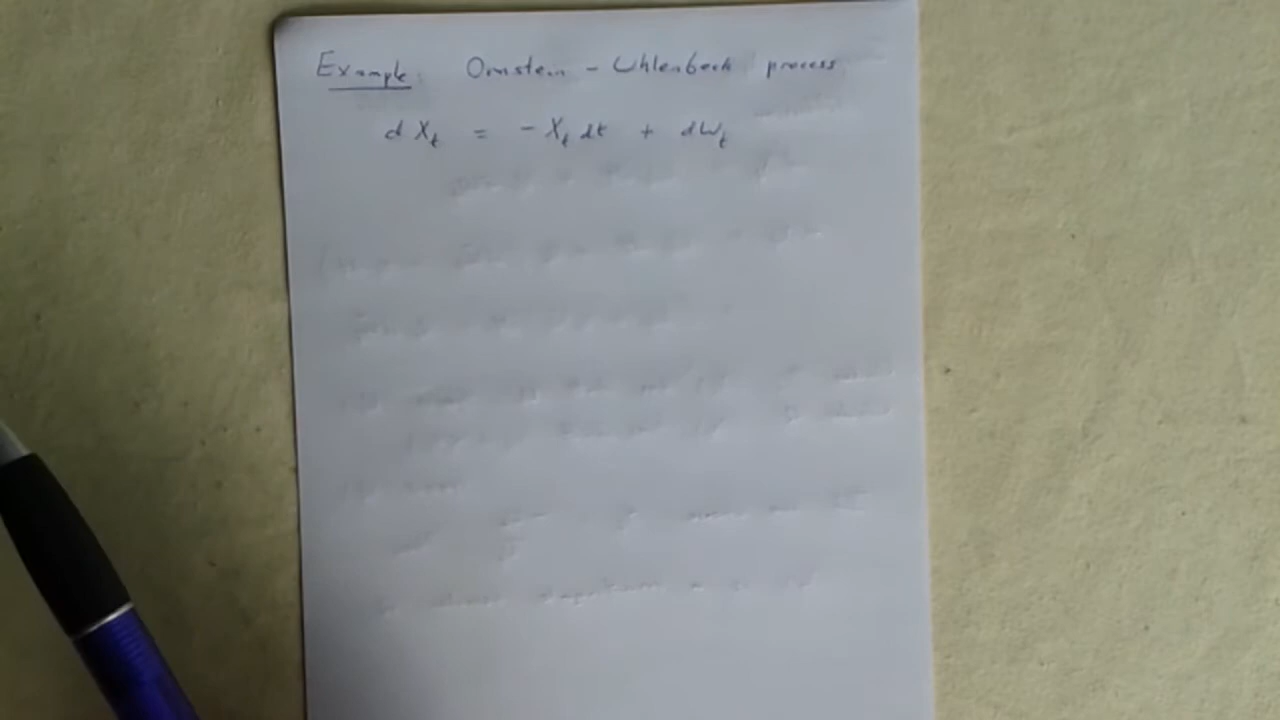 Example: Ornstein - Uhlenbeck process
d X_t = - X_t dt + dW_t